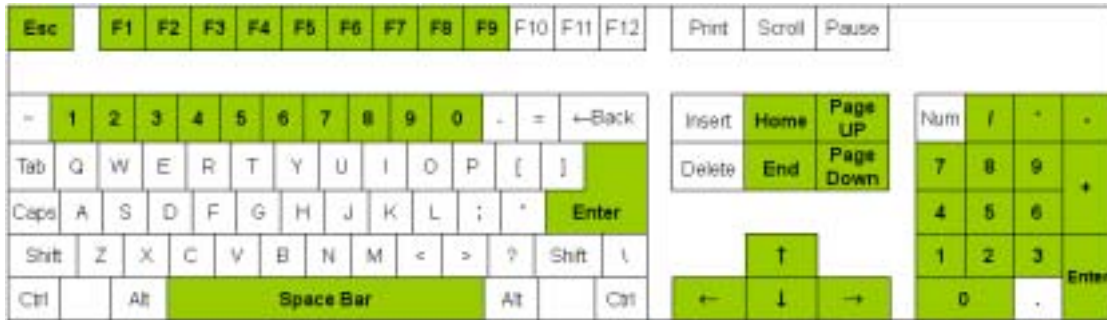 Esc F1 F2 F3 F4 F5 F6 F7 F8 F9 F10 F11 F12 Print Scroll Pause
~ 1 2 3 4 5 6 7 8 9 0 - = ←Back Insert Home Page UP Num / * -
Tab Q W E R T Y U I O P [ ] Delete End Page Down 7 8 9 +
Caps A S D F G H J K L ; " Enter 4 5 6
Shift Z X C V B N M < > ? Shift \ ↑ 1 2 3 Enter
Ctrl Alt Space Bar Alt Ctrl ← ↓ → 0 .